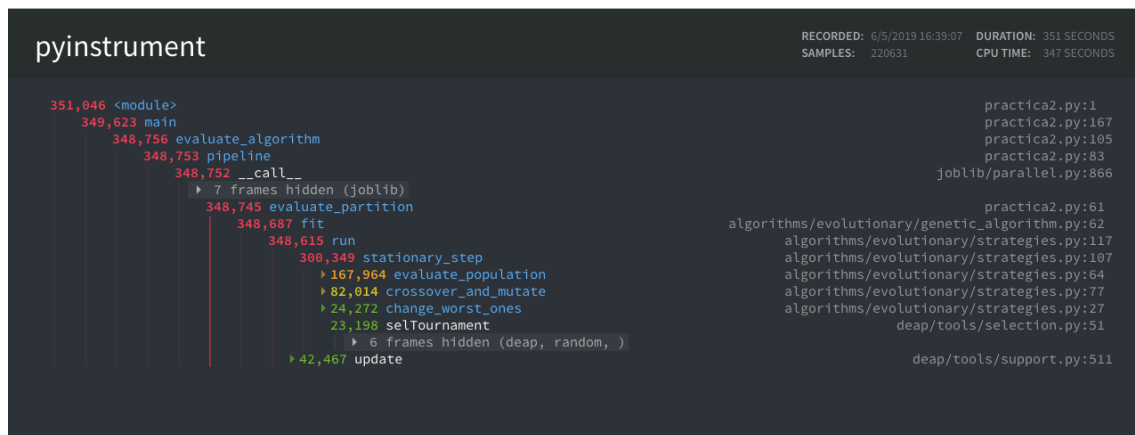 pyinstrument
RECORDED: 6/5/2019 16:39:07 DURATION: 351 SECONDS
SAMPLES: 220631 CPU TIME: 347 SECONDS
351,046 <module> practica2.py:1
349,623 main practica2.py:167
348,756 evaluate_algorithm practica2.py:105
348,753 pipeline practica2.py:83
348,752 __call__ joblib/parallel.py:866
7 frames hidden (joblib)
348,745 evaluate_partition practica2.py:61
348,687 fit algorithms/evolutionary/genetic_algorithm.py:62
348,615 run algorithms/evolutionary/strategies.py:117
300,349 stationary_step algorithms/evolutionary/strategies.py:107
167,964 evaluate_population algorithms/evolutionary/strategies.py:64
82,014 crossover_and_mutate algorithms/evolutionary/strategies.py:77
24,272 change_worst_ones algorithms/evolutionary/strategies.py:27
23,198 selTournament deap/tools/selection.py:51
6 frames hidden (deap, random, )
42,467 update deap/tools/support.py:511